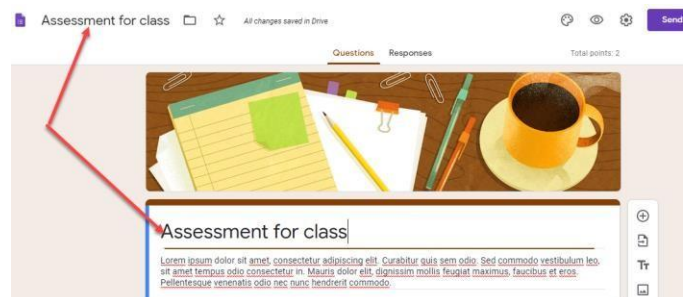 Assessment for class
All changes saved in Drive
Send
Questions Responses
Total points: 2
Assessment for class
Lorem ipsum dolor sit amet, consectetur adipiscing elit. Curabitur quis sem odio. Sed commodo vestibulum leo,
sit amet tempus odio consectetur in. Mauris dolor elit, dignissim mollis feugiat maximus, faucibus et eros.
Pellentesque venenatis odio nec nunc hendrerit commodo.
Tт